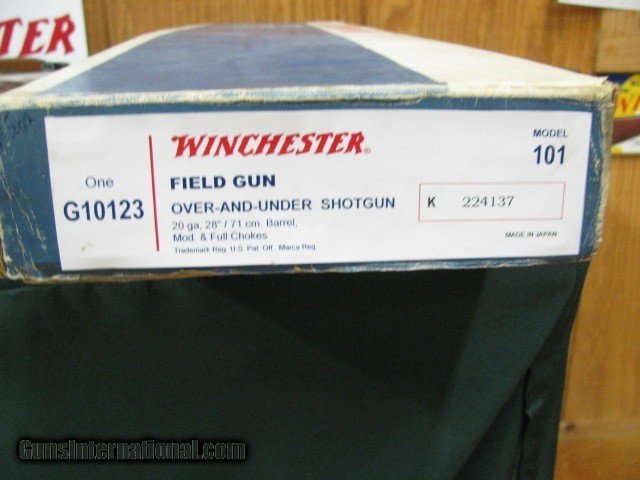 TER
WINCHESTER®
MODEL
101
One
G10123
FIELD GUN
OVER-AND-UNDER SHOTGUN
20 ga, 28" / 71 cm. Barrel,
Mod. & Full Chokes
Trademark Reg. U.S. Pat. Off. Marca Reg.
K 224137
MADE IN JAPAN
GunsInternational.com